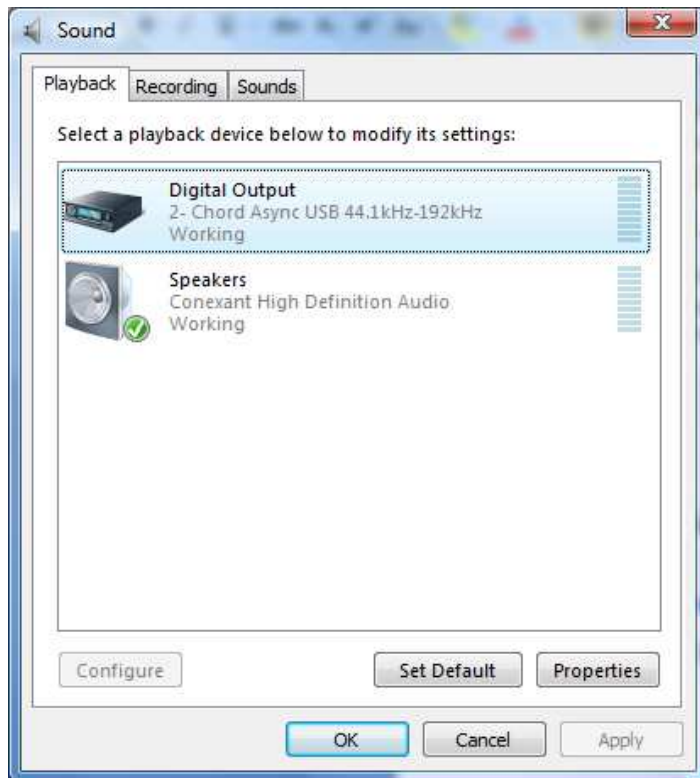 Sound
Playback Recording Sounds
Select a playback device below to modify its settings:
Digital Output
2- Chord Async USB 44.1kHz-192kHz
Working
Speakers
Conexant High Definition Audio
Working
Configure Set Default Properties
OK Cancel Apply